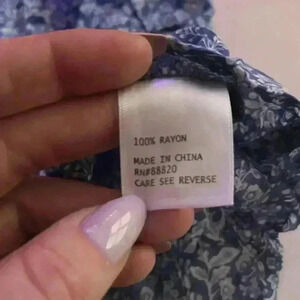 100% RAYON
MADE IN CHINA
RN#88820
CARE SEE REVERSE